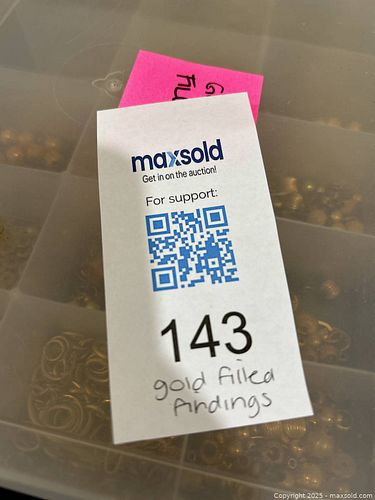 maxsold
Get in on the auction!
For support:
143
gold filled
findings
Copyright 2025 - maxsold.com